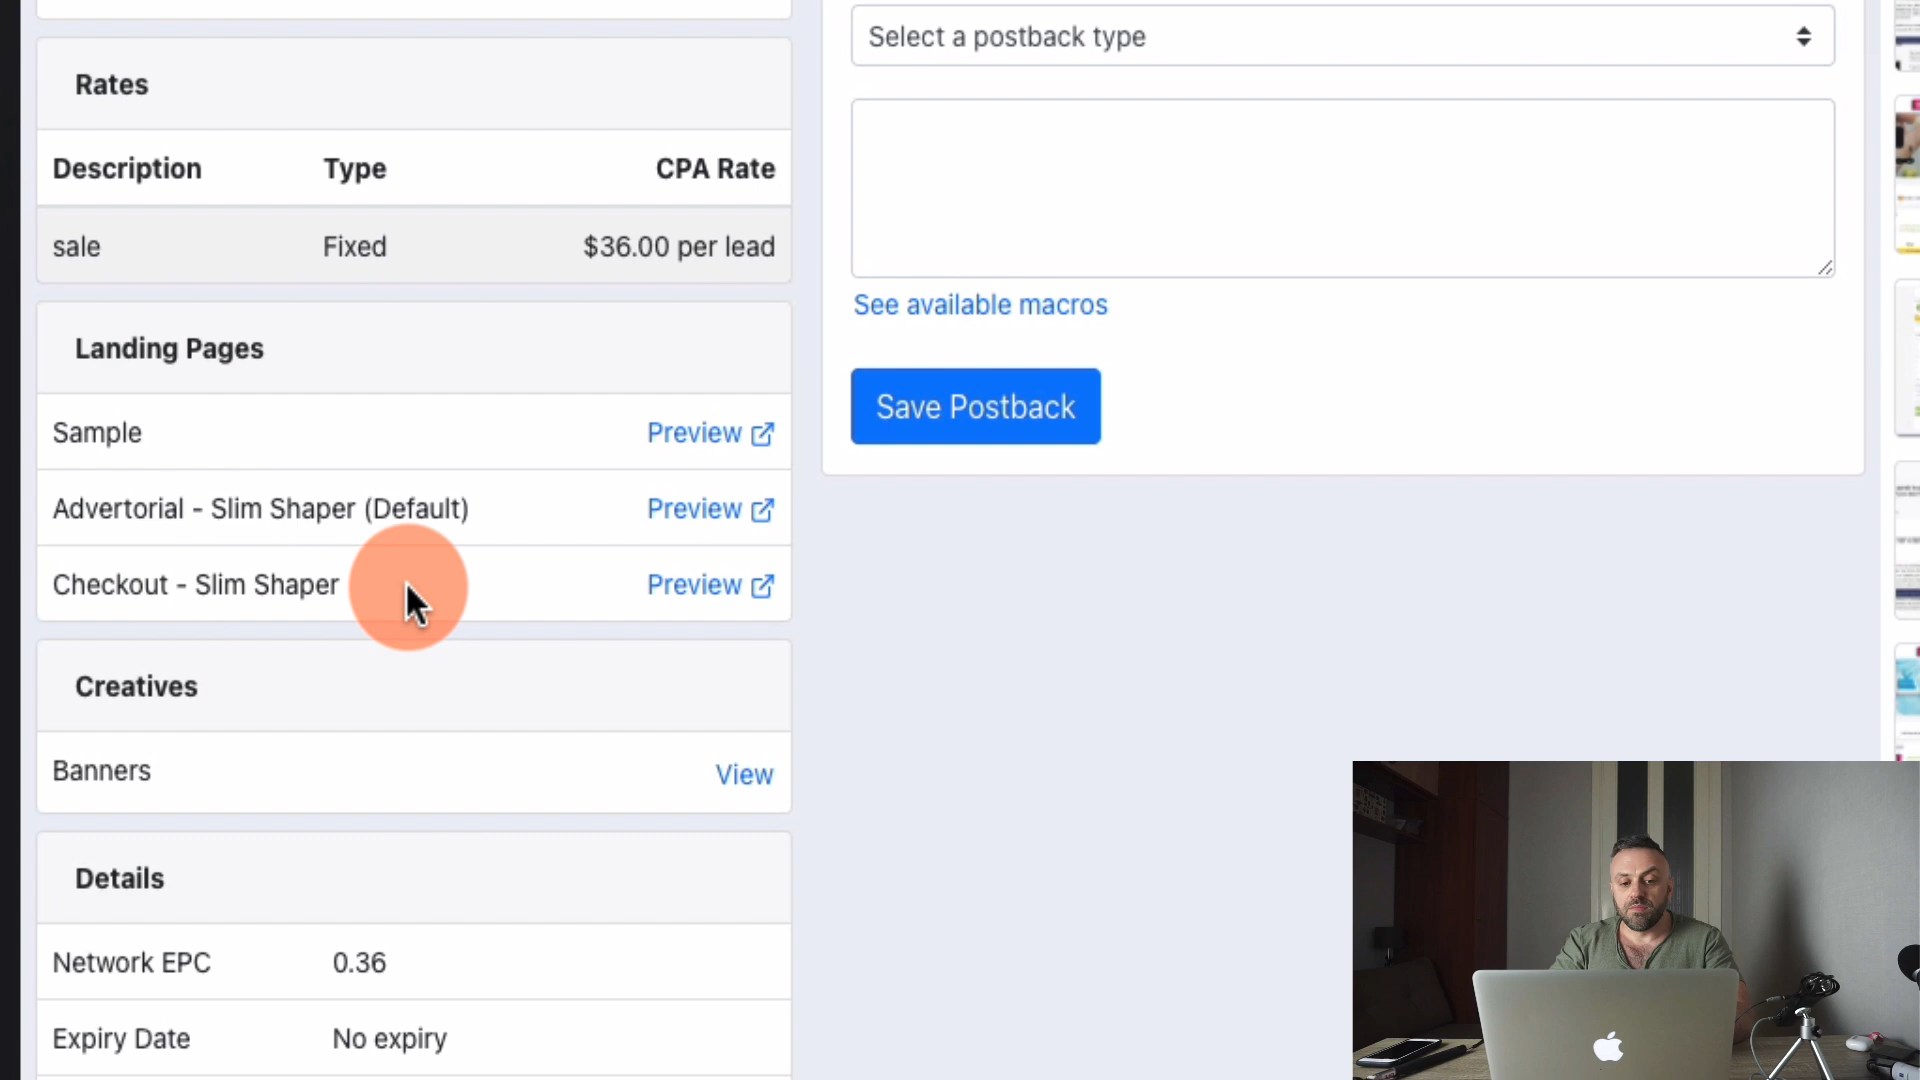 Rates
Description Type CPA Rate
sale Fixed $36.00 per lead
Landing Pages
Sample Preview
Advertorial - Slim Shaper (Default) Preview
Checkout - Slim Shaper Preview
Creatives
Banners View
Details
Network EPC 0.36
Expiry Date No expiry
Select a postback type
See available macros
Save Postback